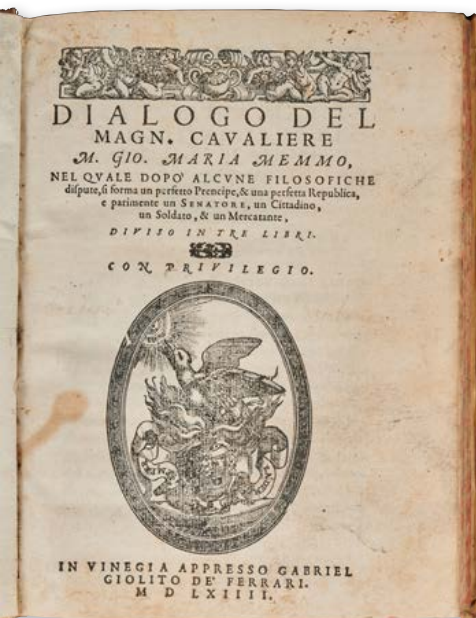 DIALOGO DEL
MAGN. CAVALIERE
M. GIO. MARIA MEMMO,
NEL QVALE DOPO' ALCVNE FILOSOFICHE
dispute, si forma un perfetto Prencipe, & una perfetta Republica,
e parimente un SENATORE, un Cittadino,
un Soldato, & un Mercatante,
DIVISO IN TRE LIBRI.
CON PRIVILEGIO.
IN VINEGIA APPRESSO GABRIEL
GIOLITO DE' FERRARI.
M D LXIIII.